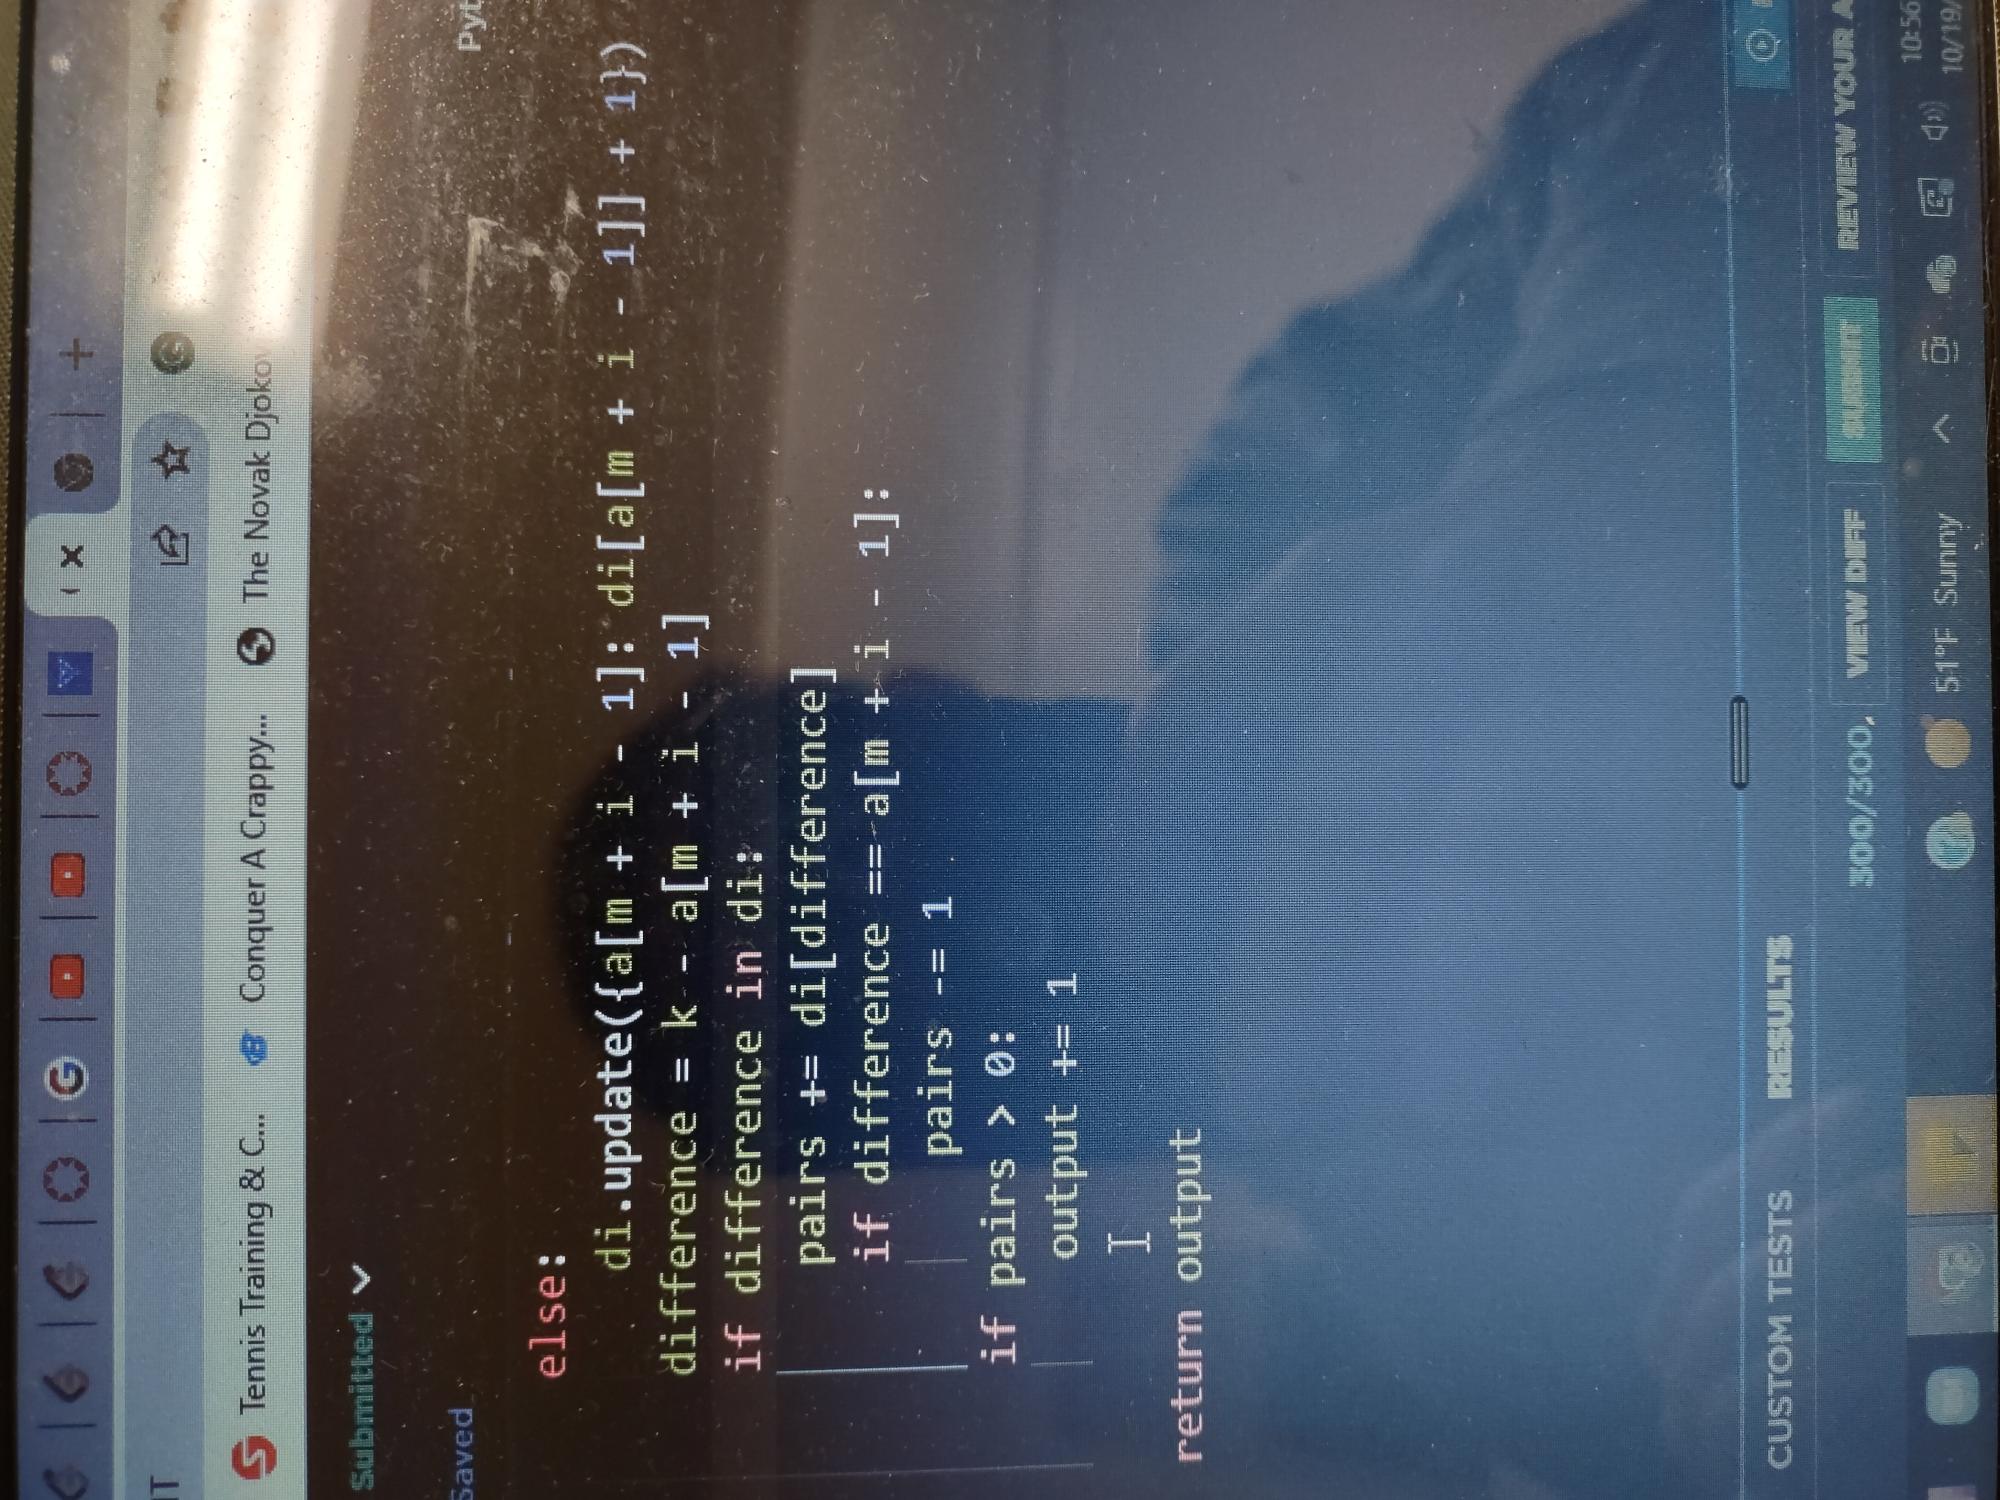 IT
Tennis Training & C... Conquer A Crappy... The Novak Djoko
Submitted
Saved
Pyt
else:
di.update({a[m + i - 1]: di[a[m + i - 1]] + 1})
difference = k - a[m + i - 1]
if difference in di:
pairs += di[difference]
if difference == a[m + i - 1]:
pairs -= 1
if pairs > 0:
output += 1
return output
CUSTOM TESTS RESULTS
300/300 VIEW DIFF SUBMIT REVIEW YOUR A
51°F Sunny
10:56
10/19/